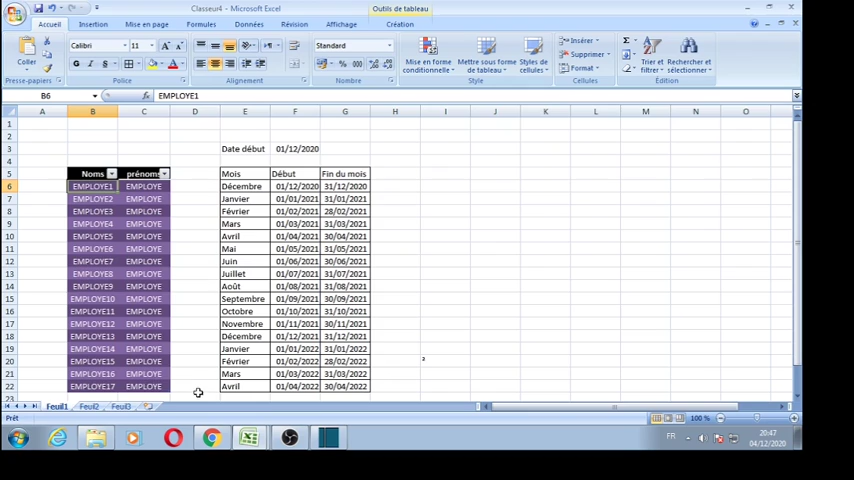 Classeur4 - Microsoft Excel
Outils de tableau
Accueil Insertion Mise en page Formules Données Révision Affichage Création
Calibri 11 Standard Insérer
Coller Mise en forme conditionnelle Mettre sous forme de tableau Styles de cellules Supprimer Trier et filtrer Rechercher et sélectionner
Format
Presse-papiers Police Alignement Nombre Style Cellules Édition
B6 EMPLOYE1
A B C D E F G H I J K L M N O
1
2
3 Date début 01/12/2020
4
5 Noms prénoms Mois Début Fin du mois
6 EMPLOYE1 EMPLOYE Décembre 01/12/2020 31/12/2020
7 EMPLOYE2 EMPLOYE Janvier 01/01/2021 31/01/2021
8 EMPLOYE3 EMPLOYE Février 01/02/2021 28/02/2021
9 EMPLOYE4 EMPLOYE Mars 01/03/2021 31/03/2021
10 EMPLOYE5 EMPLOYE Avril 01/04/2021 30/04/2021
11 EMPLOYE6 EMPLOYE Mai 01/05/2021 31/05/2021
12 EMPLOYE7 EMPLOYE Juin 01/06/2021 30/06/2021
13 EMPLOYE8 EMPLOYE Juillet 01/07/2021 31/07/2021
14 EMPLOYE9 EMPLOYE Août 01/08/2021 31/08/2021
15 EMPLOYE10 EMPLOYE Septembre 01/09/2021 30/09/2021
16 EMPLOYE11 EMPLOYE Octobre 01/10/2021 31/10/2021
17 EMPLOYE12 EMPLOYE Novembre 01/11/2021 30/11/2021
18 EMPLOYE13 EMPLOYE Décembre 01/12/2021 31/12/2021
19 EMPLOYE14 EMPLOYE Janvier 01/01/2022 31/01/2022
20 EMPLOYE15 EMPLOYE Février 01/02/2022 28/02/2022 ²
21 EMPLOYE16 EMPLOYE Mars 01/03/2022 31/03/2022
22 EMPLOYE17 EMPLOYE Avril 01/04/2022 30/04/2022
23
Feuil1 Feuil2 Feuil3
Prêt 100 %
FR 20:47
04/12/2020